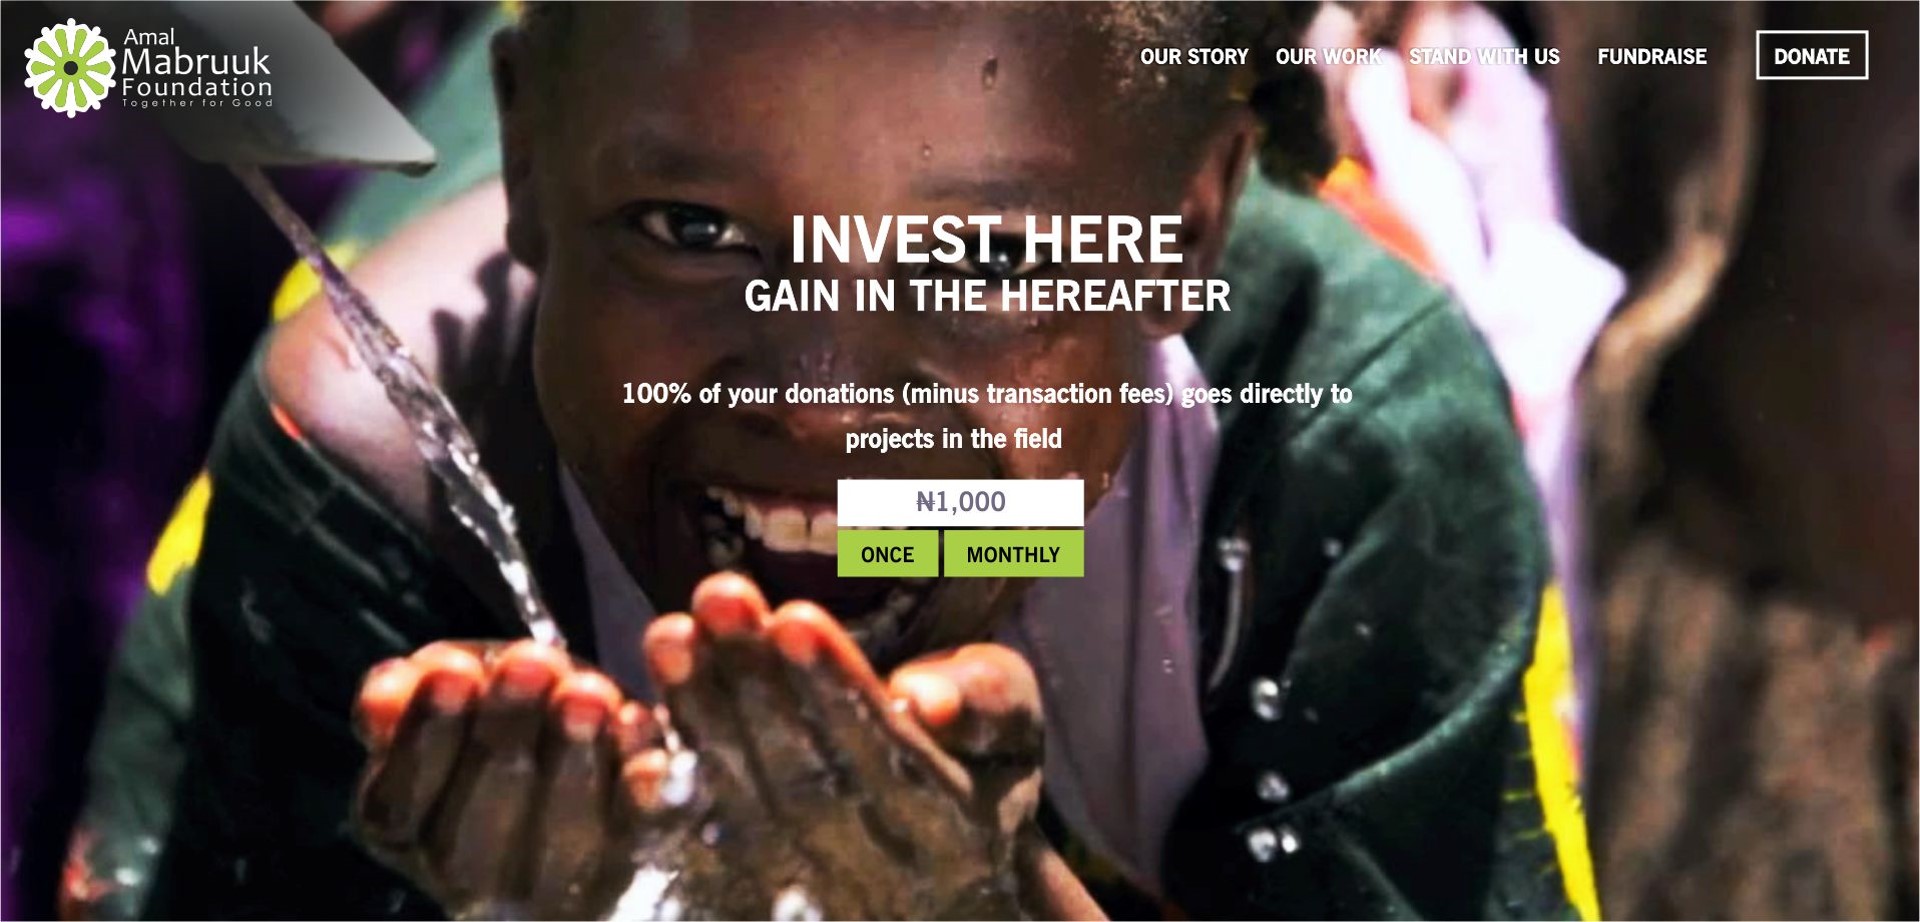 Amal
Mabruuk
Foundation
Together for Good
OUR STORY
OUR WORK
STAND WITH US
FUNDRAISE
DONATE
INVEST HERE
GAIN IN THE HEREAFTER
100% of your donations (minus transaction fees) goes directly to
projects in the field
₦1,000
ONCE
MONTHLY